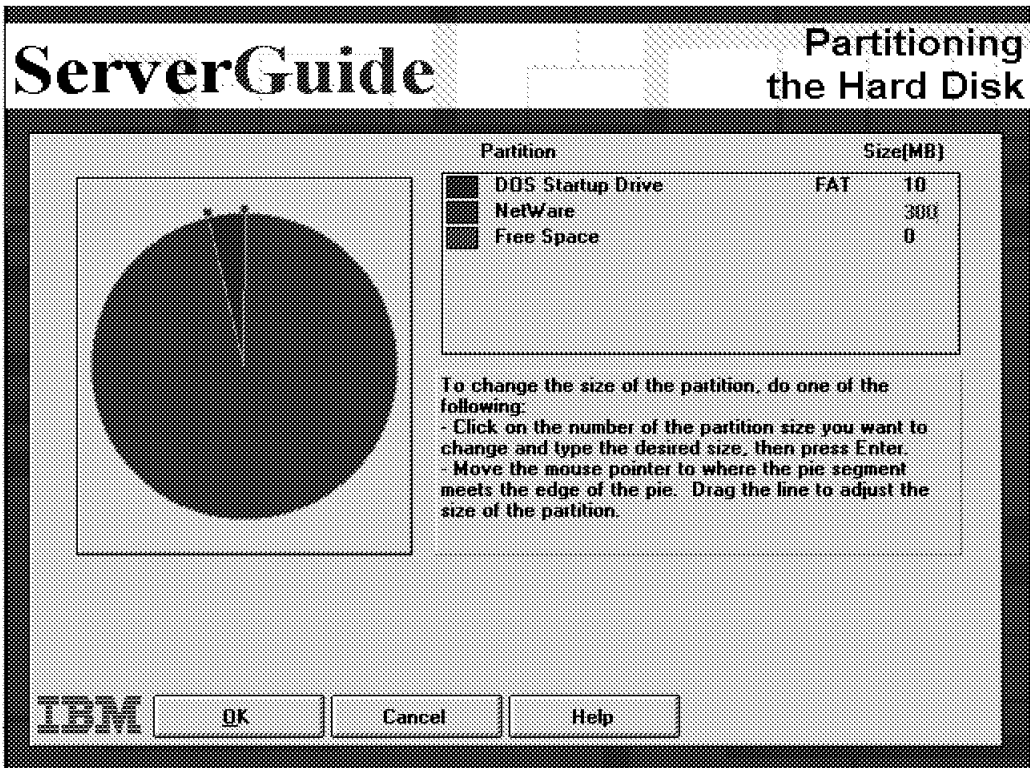 ServerGuide
Partitioning
the Hard Disk
Partition Size(MB)
DOS Startup Drive FAT 10
NetWare 300
Free Space 0
To change the size of the partition, do one of the
following:
- Click on the number of the partition size you want to
change and type the desired size, then press Enter.
- Move the mouse pointer to where the pie segment
meets the edge of the pie. Drag the line to adjust the
size of the partition.
IBM
OK Cancel Help